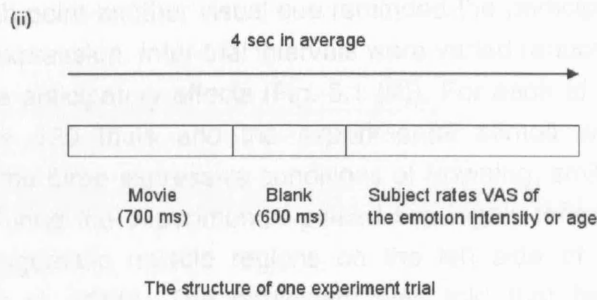 (ii)
4 sec in average
Movie
(700 ms)
Blank
(600 ms)
subject rates VAS of
the emotion intensity or age
The structure of one experiment trial